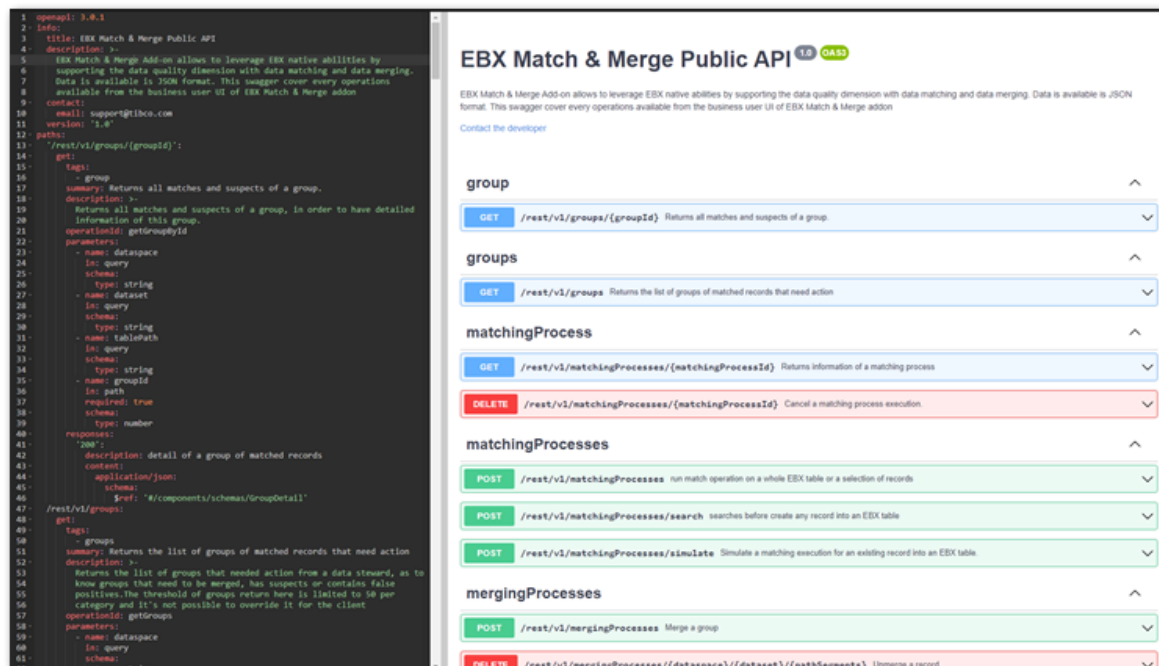 1 openapi: 3.0.1
2 info:
3 title: EBX Match & Merge Public API
4 description: >-
5 EBX Match & Merge Add-on allows to leverage EBX native abilities by
6 supporting the data quality dimension with data matching and data merging.
7 Data is available is JSON format. This swagger cover every operations
8 available from the business user UI of EBX Match & Merge addon
9 contact:
10 email: support@tibco.com
11 version: '1.0'
12 paths:
13 '/rest/v1/groups/{groupId}':
14 get:
15 tags:
16 - group
17 summary: Returns all matches and suspects of a group.
18 description: >-
19 Returns all matches and suspects of a group, in order to have detailed
20 information of this group.
21 operationId: getGroupById
22 parameters:
23 - name: dataspace
24 in: query
25 schema:
26 type: string
27 - name: dataset
28 in: query
29 schema:
30 type: string
31 - name: tablePath
32 in: query
33 schema:
34 type: string
35 - name: groupId
36 in: path
37 required: true
38 schema:
39 type: number
40 responses:
41 '200':
42 description: detail of a group of matched records
43 content:
44 application/json:
45 schema:
46 $ref: '#/components/schemas/GroupDetail'
47 /rest/v1/groups:
48 get:
49 tags:
50 - groups
51 summary: Returns the list of groups of matched records that need action
52 description: >-
53 Returns the list of groups that needed action from a data steward, as to
54 know groups that need to be merged, has suspects or contains false
55 positives.The threshold of groups return here is limited to 50 per
56 category and it's not possible to override it for the client
57 operationId: getGroups
58 parameters:
59 - name: dataspace
60 in: query
61 schema:
EBX Match & Merge Public API 1.0 OAS3
EBX Match & Merge Add-on allows to leverage EBX native abilities by supporting the data quality dimension with data matching and data merging. Data is available is JSON
format. This swagger cover every operations available from the business user UI of EBX Match & Merge addon
Contact the developer
group
GET /rest/v1/groups/{groupId} Returns all matches and suspects of a group.
groups
GET /rest/v1/groups Returns the list of groups of matched records that need action
matchingProcess
GET /rest/v1/matchingProcesses/{matchingProcessId} Returns information of a matching process
DELETE /rest/v1/matchingProcesses/{matchingProcessId} Cancel a matching process execution.
matchingProcesses
POST /rest/v1/matchingProcesses run match operation on a whole EBX table or a selection of records
POST /rest/v1/matchingProcesses/search searches before create any record into an EBX table
POST /rest/v1/matchingProcesses/simulate Simulate a matching execution for an existing record into an EBX table.
mergingProcesses
POST /rest/v1/mergingProcesses Merge a group
DELETE /rest/v1/mergingProcesses/{dataspace}/{dataset}/{pathSegments} Unmerge a record